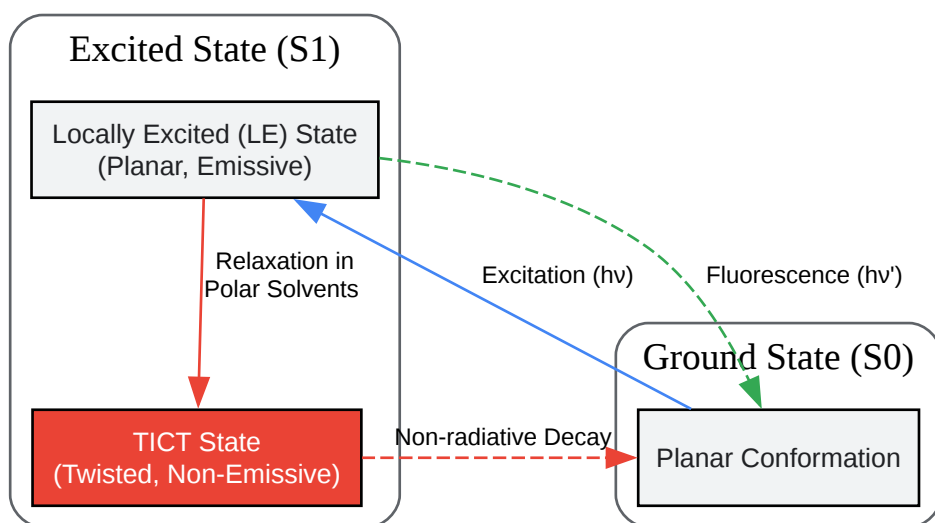 Excited State (S1)
Locally Excited (LE) State
(Planar, Emissive)
Relaxation in
Polar Solvents
Excitation (hν)
Fluorescence (hν')
Ground State (S0)
TICT State
(Twisted, Non-Emissive)
Non-radiative Decay
Planar Conformation